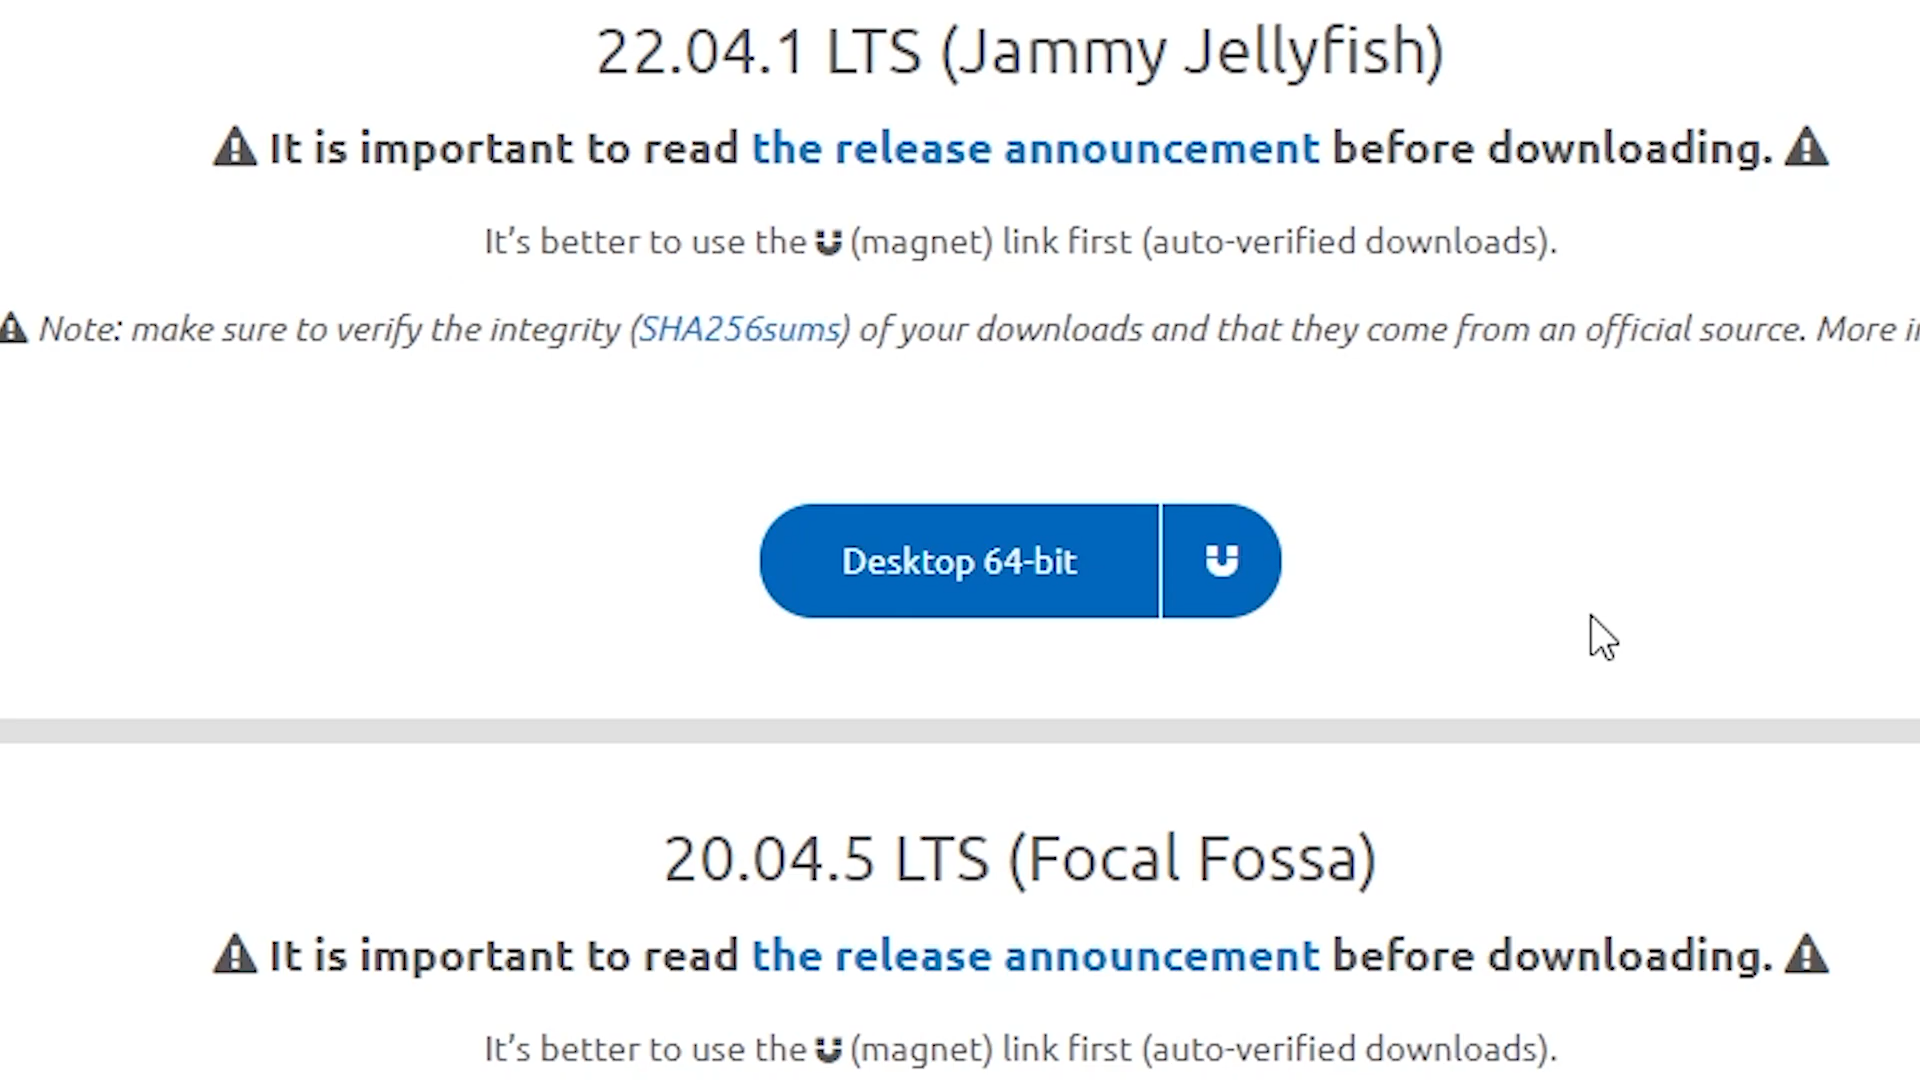 22.04.1 LTS (Jammy Jellyfish)
It is important to read the release announcement before downloading.
It's better to use the (magnet) link first (auto-verified downloads).
Note: make sure to verify the integrity (SHA256sums) of your downloads and that they come from an official source. More
Desktop 64-bit
20.04.5 LTS (Focal Fossa)
It is important to read the release announcement before downloading.
It's better to use the (magnet) link first (auto-verified downloads).